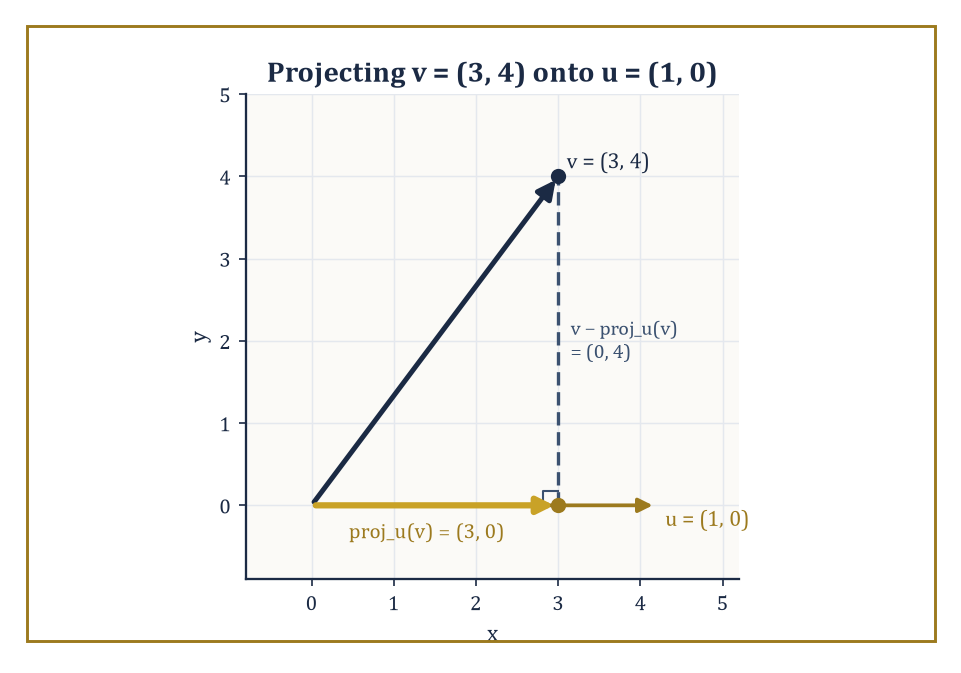 Projecting v = (3, 4) onto u = (1, 0)
5
v = (3, 4)
4
3
v − proj_u(v)
= (0, 4)
y
2
1
0
u = (1, 0)
proj_u(v) = (3, 0)
0 1 2 3 4 5
x